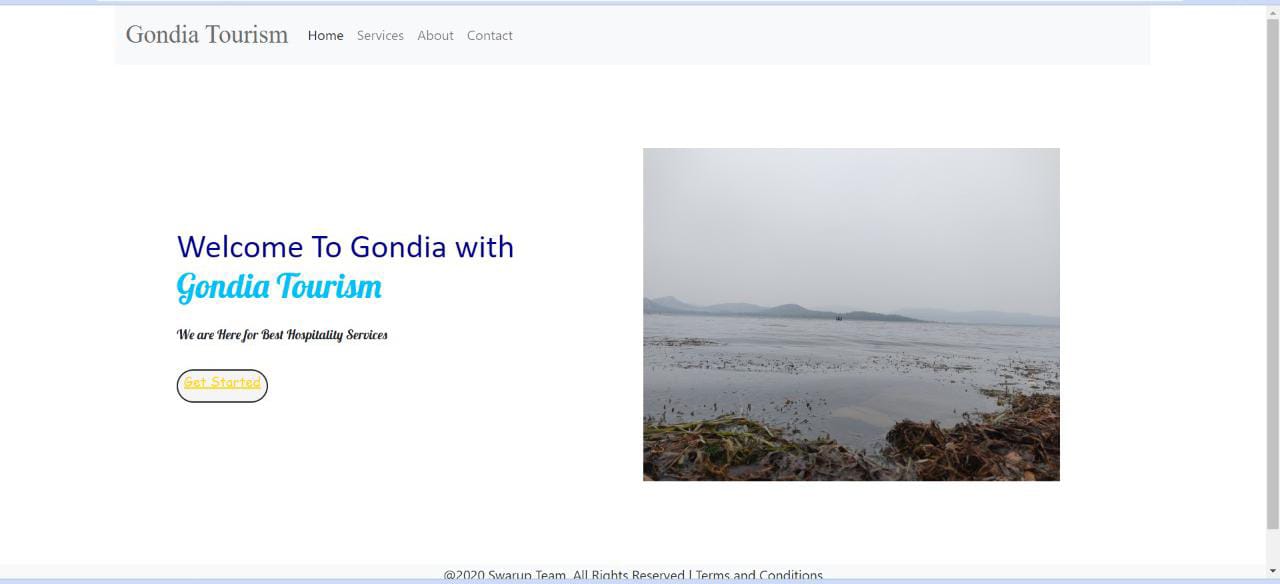 Gondia Tourism Home Services About Contact
Welcome To Gondia with
Gondia Tourism
We are Here for Best Hospitality Services
Get Started
@2020 Swarup Team. All Rights Reserved | Terms and Conditions